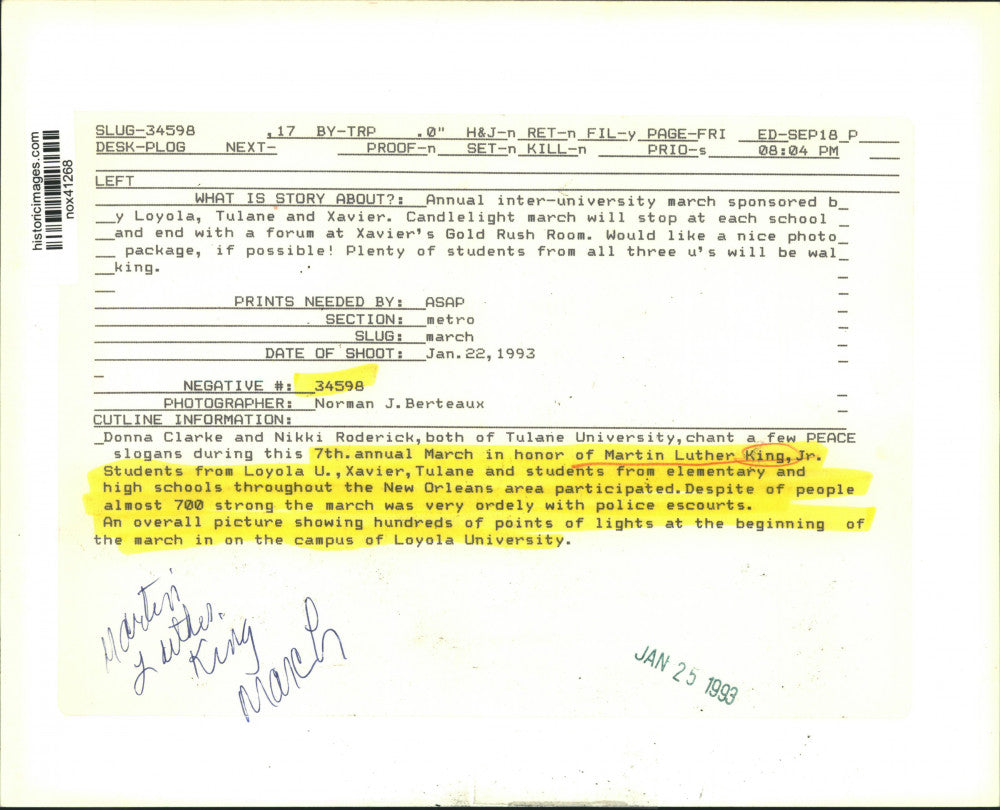 historicimages.com
nox41268
SLUG-34598 ,17 BY-TRP .0" H&J-n RET-n FIL-y PAGE-FRI ED-SEP18 P
DESK-PLOG NEXT- PROOF-n SET-n KILL-n PRIO-s 08:04 PM
LEFT
WHAT IS STORY ABOUT?: Annual inter-university march sponsored b
y Loyola, Tulane and Xavier. Candlelight march will stop at each school
and end with a forum at Xavier's Gold Rush Room. Would like a nice photo
package, if possible! Plenty of students from all three u's will be wal
king.
PRINTS NEEDED BY: ASAP
SECTION: metro
SLUG: march
DATE OF SHOOT: Jan.22,1993
NEGATIVE #: 34598
PHOTOGRAPHER: Norman J.Berteaux
CUTLINE INFORMATION:
Donna Clarke and Nikki Roderick,both of Tulane University,chant a few PEACE
slogans during this 7th.annual March in honor of Martin Luther King,Jr.
Students from Loyola U.,Xavier,Tulane and students from elementary and
high schools throughout the New Orleans area participated.Despite of people
almost 700 strong the march was very ordely with police escourts.
An overall picture showing hundreds of points of lights at the beginning of
the march in on the campus of Loyola University.
Martin
Luther
King
March
JAN 25 1993